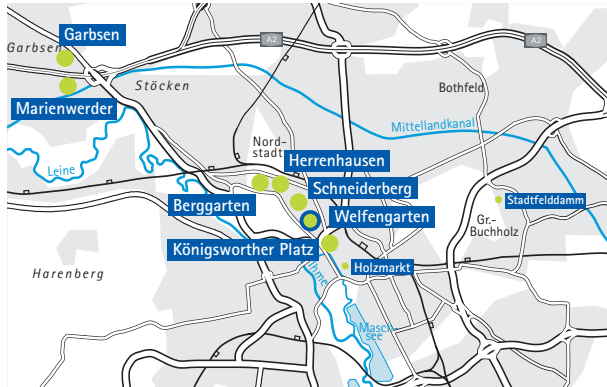 Garbsen
Garbsen
A2
A2
Stöcken
Bothfeld
Marienwerder
Mittellandkanal
Nord-
stadt
Leine
Herrenhausen
Schneiderberg
Berggarten
Stadtfelddamm
Welfengarten
Gr.-
Buchholz
Königsworther Platz
Holzmarkt
Harenberg
Ihme
Masch-
see